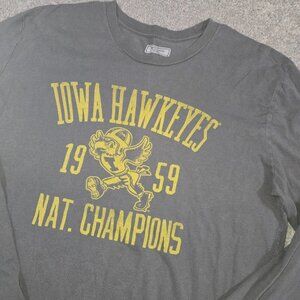 IOWA HAWKEYES
19 59
NAT. CHAMPIONS